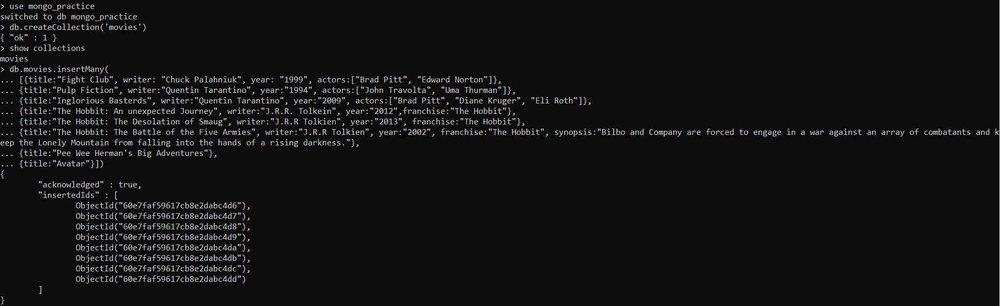 > use mongo_practice
switched to db mongo_practice
> db.createCollection('movies')
{ "ok" : 1 }
> show collections
movies
> db.movies.insertMany(
... [{title:"Fight Club", writer: "Chuck Palahniuk", year: "1999", actors:["Brad Pitt", "Edward Norton"]},
... {title:"Pulp Fiction", writer:"Quentin Tarantino", year:"1994", actors:["John Travolta", "Uma Thurman"]},
... {title:"Inglorious Basterds", writer:"Quentin Tarantino", year:"2009", actors:["Brad Pitt", "Diane Kruger", "Eli Roth"]},
... {title:"The Hobbit: An unexpected Journey", writer:"J.R.R. Tolkein", year:"2012",franchise:"The Hobbit"},
... {title:"The Hobbit: The Desolation of Smaug", writer:"J.R.R Tolkien", year:"2013", franchise:"The Hobbit"},
... {title:"The Hobbit: The Battle of the Five Armies", writer:"J.R.R Tolkien", year:"2002", franchise:"The Hobbit", synopsis:"Bilbo and Company are forced to engage in a war against an array of combatants and k
eep the Lonely Mountain from falling into the hands of a rising darkness."},
... {title:"Pee Wee Herman's Big Adventures"},
... {title:"Avatar"}])
{
        "acknowledged" : true,
        "insertedIds" : [
                ObjectId("60e7faf59617cb8e2dabc4d6"),
                ObjectId("60e7faf59617cb8e2dabc4d7"),
                ObjectId("60e7faf59617cb8e2dabc4d8"),
                ObjectId("60e7faf59617cb8e2dabc4d9"),
                ObjectId("60e7faf59617cb8e2dabc4da"),
                ObjectId("60e7faf59617cb8e2dabc4db"),
                ObjectId("60e7faf59617cb8e2dabc4dc"),
                ObjectId("60e7faf59617cb8e2dabc4dd")
        ]
}